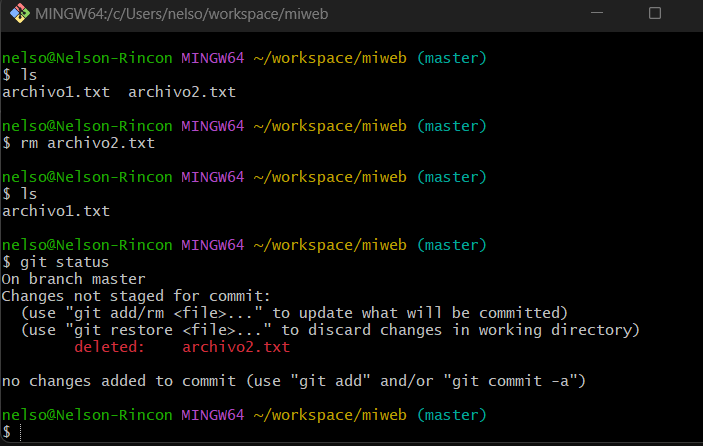 MINGW64:/c/Users/nelso/workspace/miweb
nelso@Nelson-Rincon MINGW64 ~/workspace/miweb (master)
$ ls
archivo1.txt  archivo2.txt
nelso@Nelson-Rincon MINGW64 ~/workspace/miweb (master)
$ rm archivo2.txt
nelso@Nelson-Rincon MINGW64 ~/workspace/miweb (master)
$ ls
archivo1.txt
nelso@Nelson-Rincon MINGW64 ~/workspace/miweb (master)
$ git status
On branch master
Changes not staged for commit:
  (use "git add/rm <file>..." to update what will be committed)
  (use "git restore <file>..." to discard changes in working directory)
        deleted:    archivo2.txt
no changes added to commit (use "git add" and/or "git commit -a")
nelso@Nelson-Rincon MINGW64 ~/workspace/miweb (master)
$